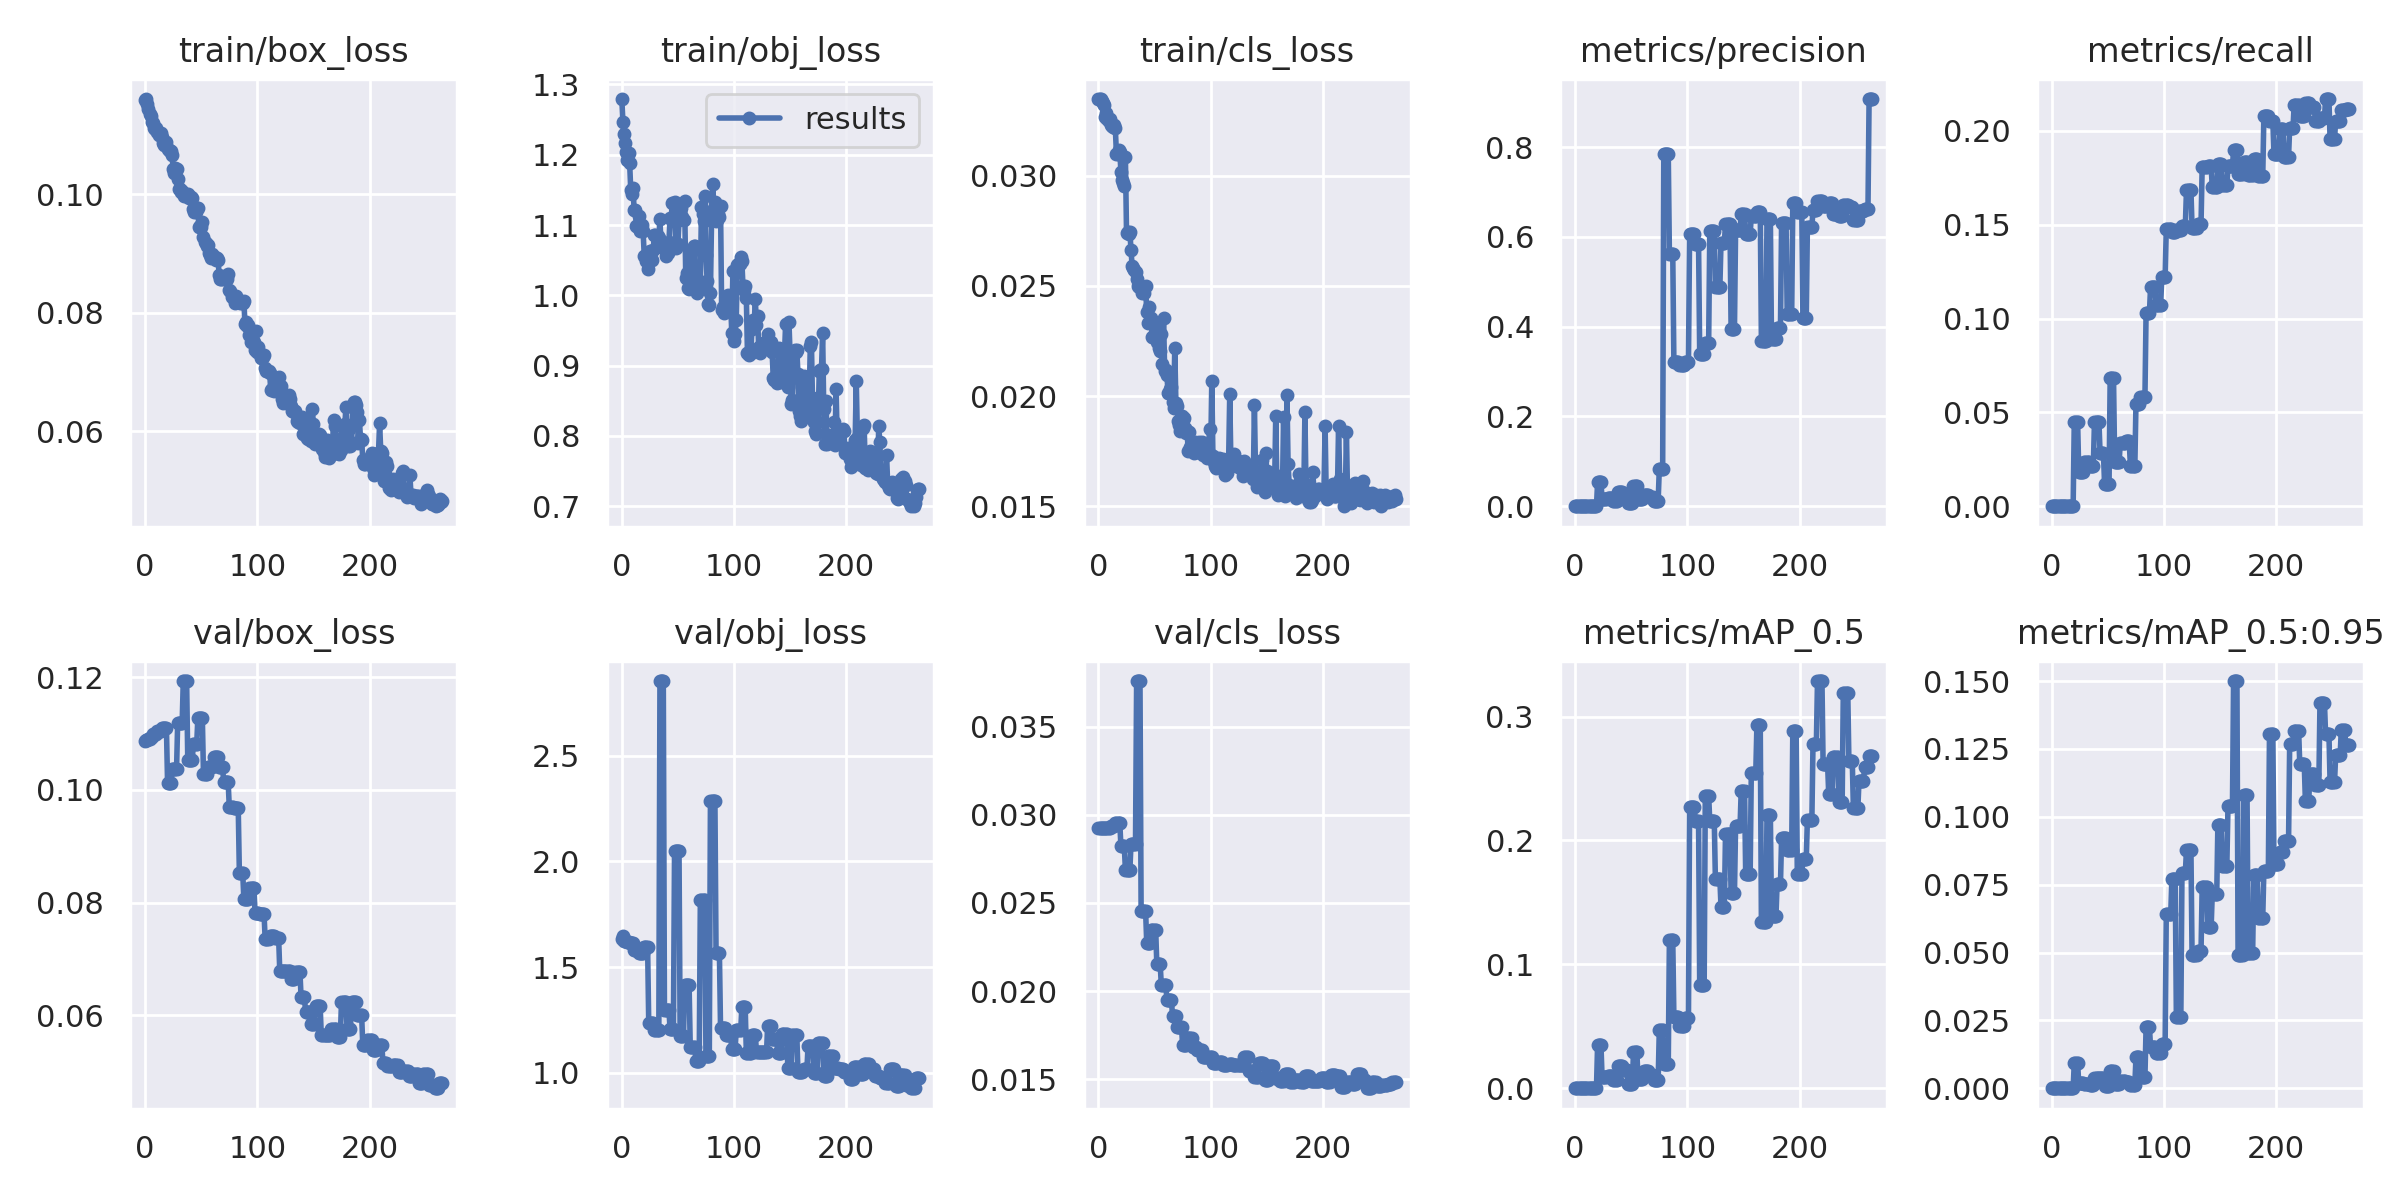 train/box_loss
0.10
0.08
0.06
0 100 200
train/obj_loss
results
1.3
1.2
1.1
1.0
0.9
0.8
0.7
0 100 200
train/cls_loss
0.030
0.025
0.020
0.015
0 100 200
metrics/precision
0.8
0.6
0.4
0.2
0.0
0 100 200
metrics/recall
0.20
0.15
0.10
0.05
0.00
0 100 200
val/box_loss
0.12
0.10
0.08
0.06
0 100 200
val/obj_loss
2.5
2.0
1.5
1.0
0 100 200
val/cls_loss
0.035
0.030
0.025
0.020
0.015
0 100 200
metrics/mAP_0.5
0.3
0.2
0.1
0.0
0 100 200
metrics/mAP_0.5:0.95
0.150
0.125
0.100
0.075
0.050
0.025
0.000
0 100 200